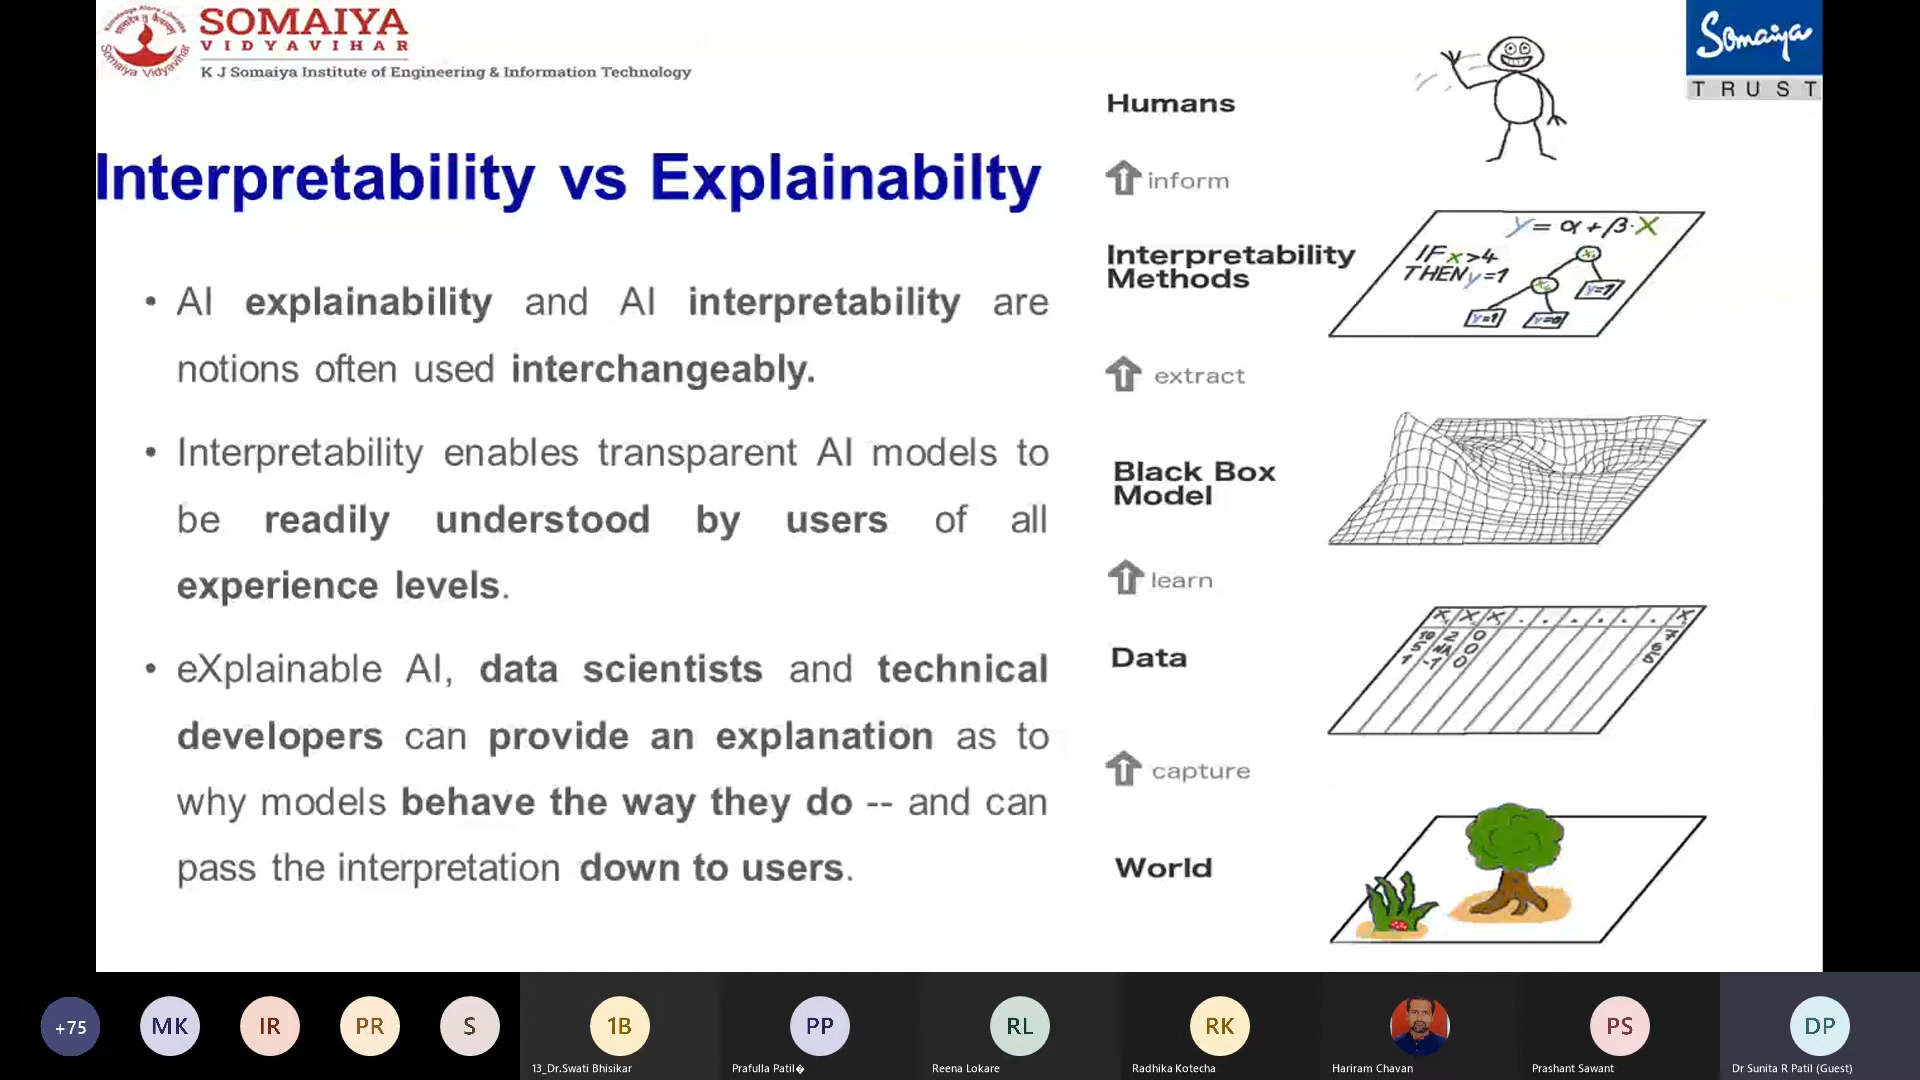 SOMAIYA
VIDYAVIHAR
K J Somaiya Institute of Engineering & Information Technology
Somaiya
TRUST
Interpretability vs Explainabilty
• AI explainability and AI interpretability are
notions often used interchangeably.
• Interpretability enables transparent AI models to
be readily understood by users of all
experience levels.
• eXplainable AI, data scientists and technical
developers can provide an explanation as to
why models behave the way they do -- and can
pass the interpretation down to users.
Humans
inform
Interpretability
Methods
y = α + β · X
IF x>4
THEN y=1
y=1
y=1
y=0
extract
Black Box
Model
learn
Data
capture
World
+75
MK
IR
PR
S
1B
PP
RL
RK
PS
DP
13_Dr.Swati Bhisikar
Prafulla Patil�
Reena Lokare
Radhika Kotecha
Hariram Chavan
Prashant Sawant
Dr Sunita R Patil (Guest)